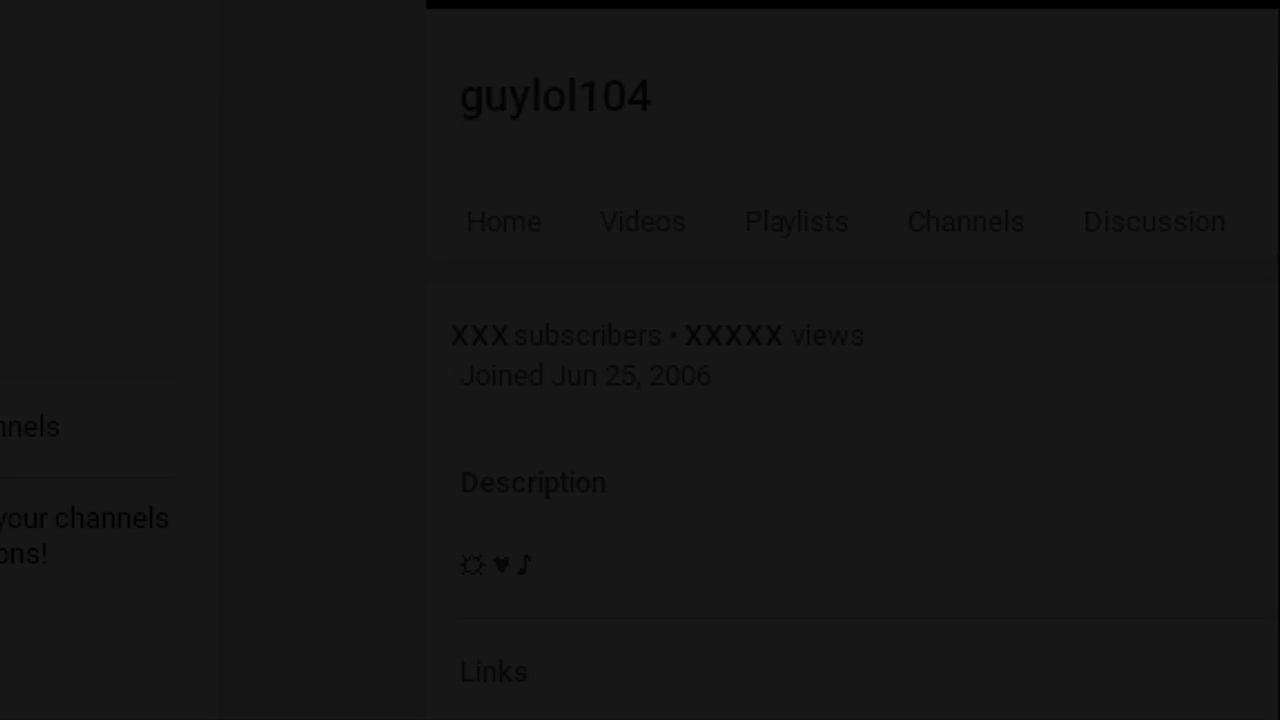 guylol104
Home Videos Playlists Channels Discussion
XXX subscribers • XXXXX views
Joined Jun 25, 2006
nnels
Description
your channels
ons!
☼ ♥ ♪
Links